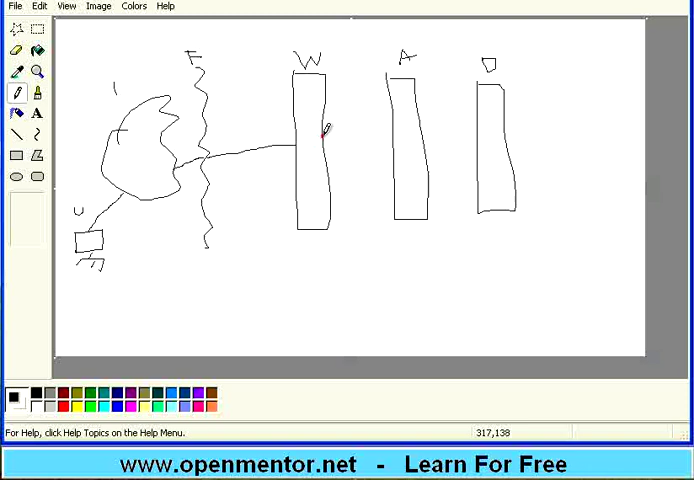 File Edit View Image Colors Help
F W A D
I
U
For Help, click Help Topics on the Help Menu. 317,138
www.openmentor.net - Learn For Free